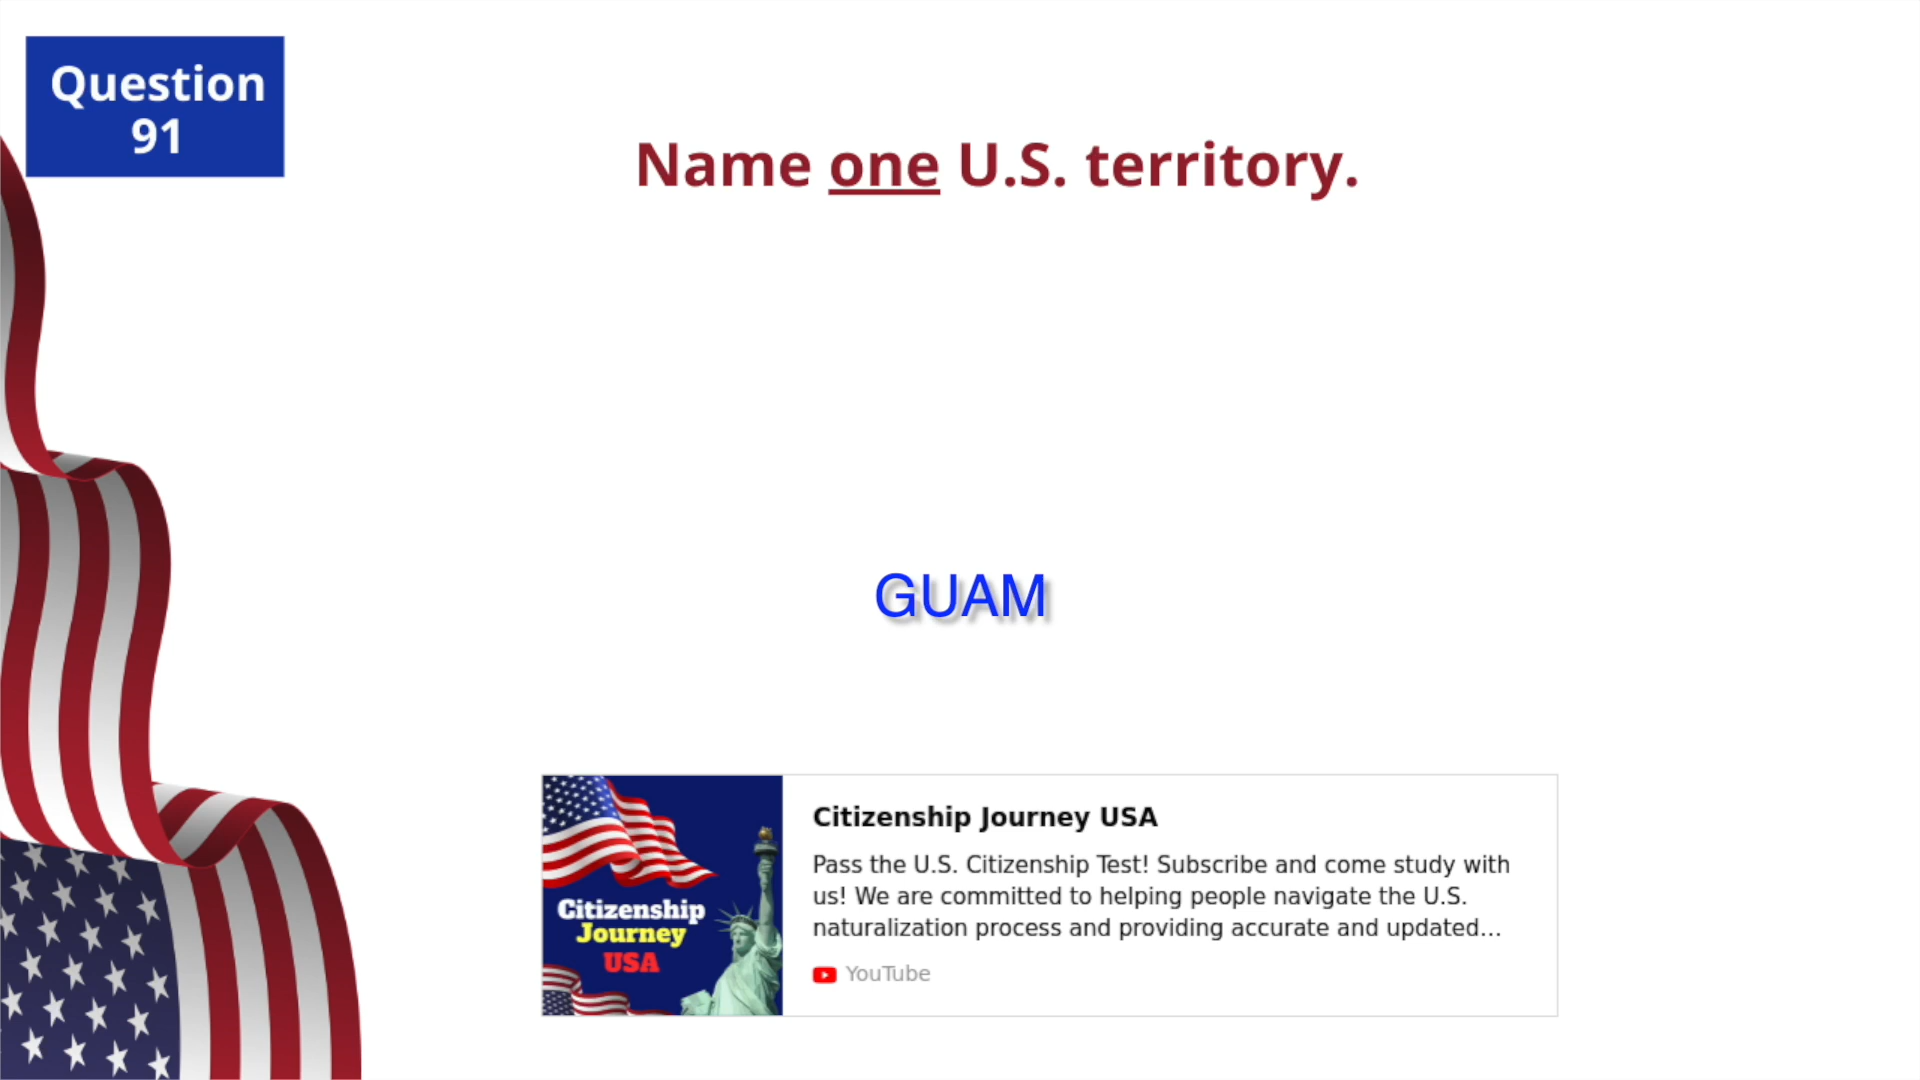 Question
91
Name one U.S. territory.
GUAM
Citizenship
Journey
USA
Citizenship Journey USA
Pass the U.S. Citizenship Test! Subscribe and come study with
us! We are committed to helping people navigate the U.S.
naturalization process and providing accurate and updated...
YouTube